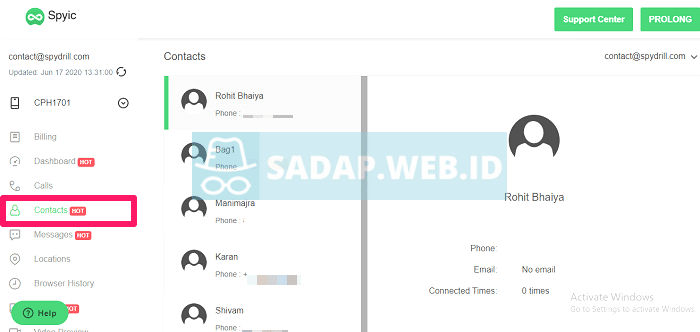 Spyic
Support Center
PROLONG
contact@spydrill.com
Updated: Jun 17 2020 13:31:00
Contacts
contact@spydrill.com
CPH1701
Billing
Dashboard HOT
Calls
Contacts HOT
Messages HOT
Locations
Browser History
Help
Rohit Bhaiya
Phone :
Bag1
Phone
Manimajra
Phone :
Karan
Phone : +
Shivam
Phone :
SADAP.WEB.ID
Rohit Bhaiya
Phone:
Email: No email
Connected Times: 0 times
Activate Windows
Go to Settings to activate Windows